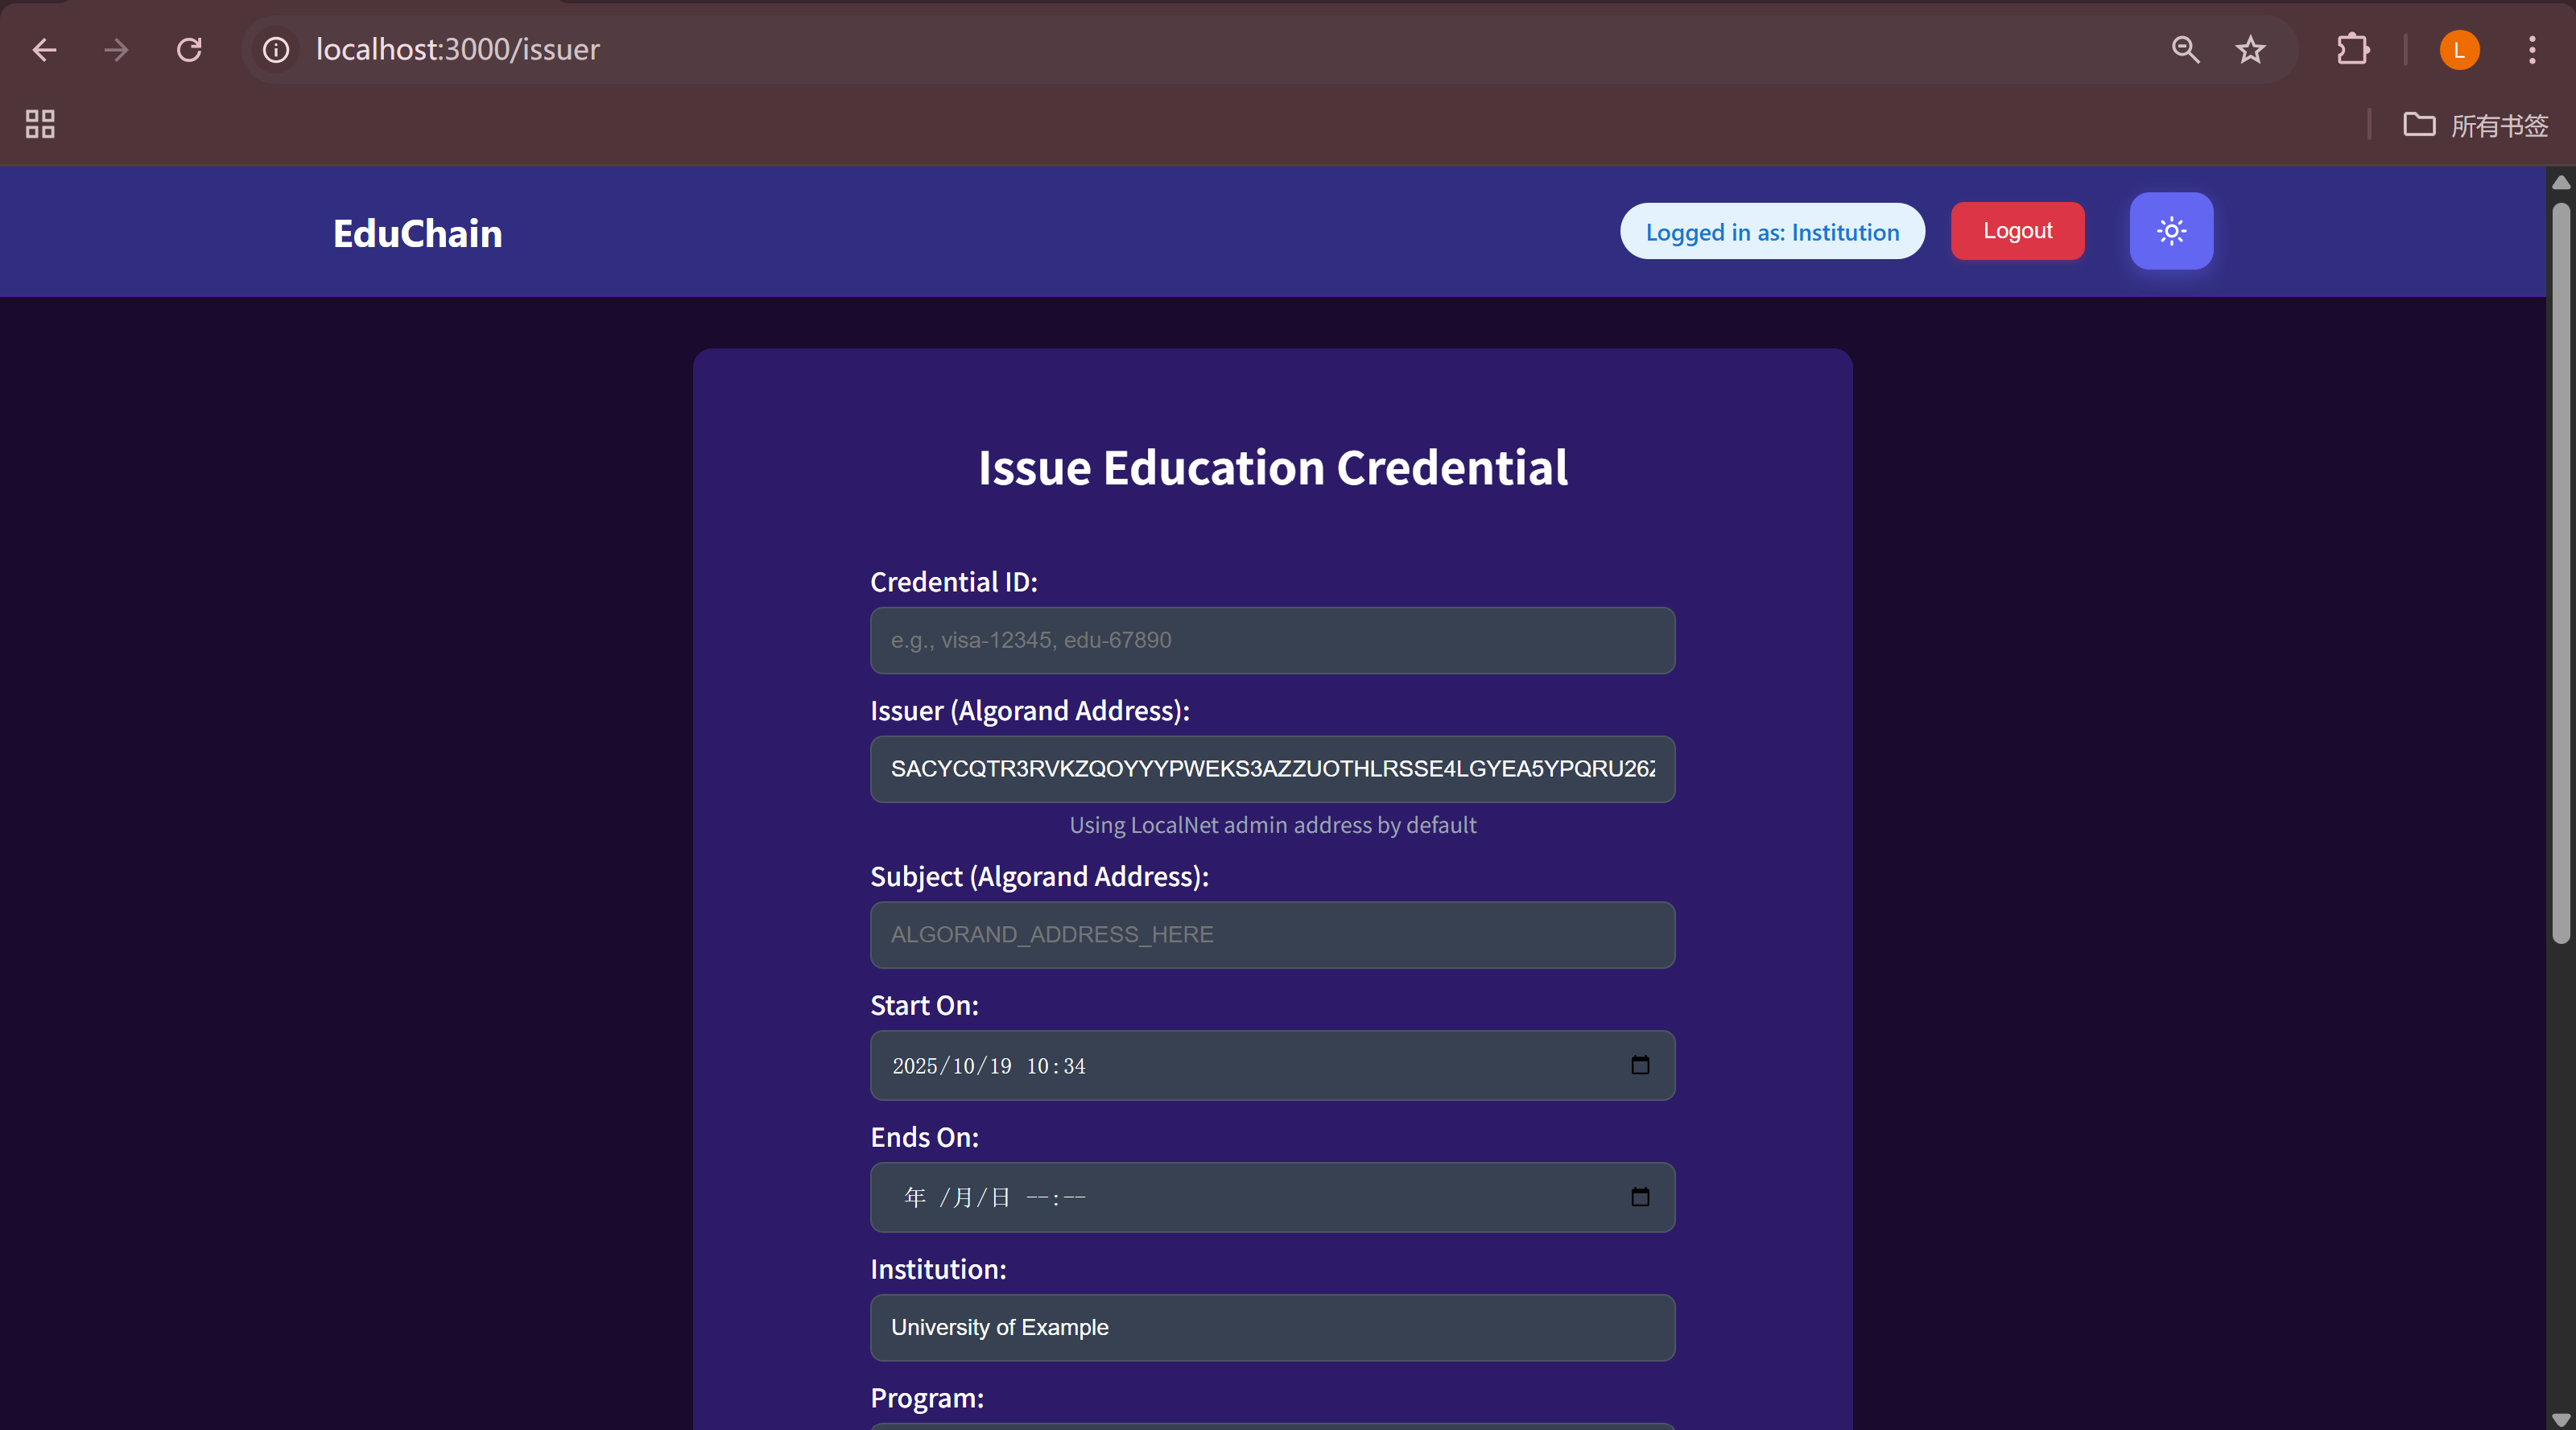 localhost:3000/issuer
L
所有书签
EduChain
Logged in as: Institution
Logout
Issue Education Credential
Credential ID:
e.g., visa-12345, edu-67890
Issuer (Algorand Address):
SACYCQTR3RVKZQOYYYPWEKS3AZZUOTHLRSSE4LGYEA5YPQRU26
Using LocalNet admin address by default
Subject (Algorand Address):
ALGORAND_ADDRESS_HERE
Start On:
2025/10/19 10:34
Ends On:
年 /月/日 --:--
Institution:
University of Example
Program: